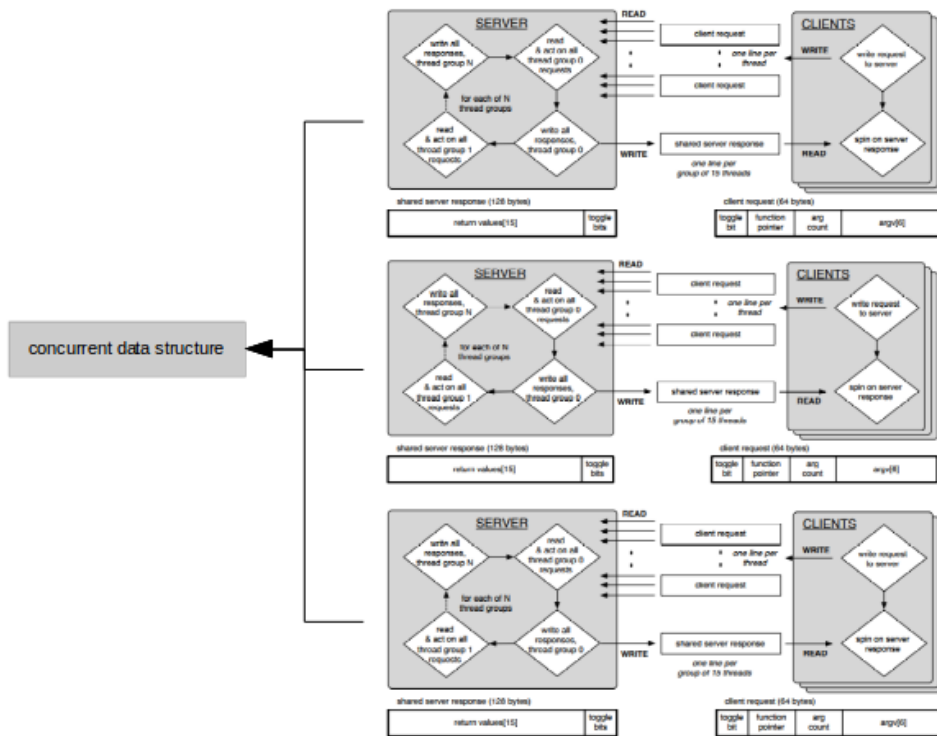 concurrent data structure
SERVER
write all
responses,
thread group N
read
& act on all
thread group 0
requests
for each of N
thread groups
read
& act on all
thread group 1
requests
write all
responses,
thread group 0
READ
client request
one line per
thread
client request
WRITE
shared server response
one line per
group of 15 threads
CLIENTS
WRITE
write request
to server
READ
spin on server
response
shared server response (128 bytes)
return values[15]
toggle
bits
client request (64 bytes)
toggle
bit
function
pointer
arg
count
argv[6]
SERVER
write all
responses,
thread group N
read
& act on all
thread group 0
requests
for each of N
thread groups
read
& act on all
thread group 1
requests
write all
responses,
thread group 0
READ
client request
one line per
thread
client request
WRITE
shared server response
one line per
group of 15 threads
CLIENTS
WRITE
write request
to server
READ
spin on server
response
shared server response (128 bytes)
return values[15]
toggle
bits
client request (64 bytes)
toggle
bit
function
pointer
arg
count
argv[6]
SERVER
write all
responses,
thread group N
read
& act on all
thread group 0
requests
for each of N
thread groups
read
& act on all
thread group 1
requests
write all
responses,
thread group 0
READ
client request
one line per
thread
client request
WRITE
shared server response
one line per
group of 15 threads
CLIENTS
WRITE
write request
to server
READ
spin on server
response
shared server response (128 bytes)
return values[15]
toggle
bits
client request (64 bytes)
toggle
bit
function
pointer
arg
count
argv[6]